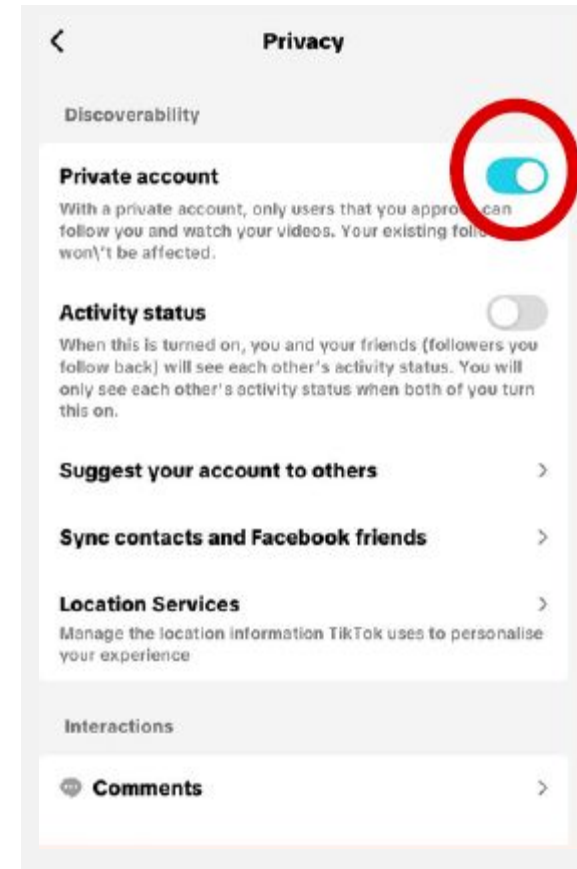 Privacy
Discoverability
Private account
With a private account, only users that you approve can
follow you and watch your videos. Your existing
won\'t be affected.
Activity status
When this is turned on, you and your friends (followers you
follow back) will see each other's activity status. You will
only see each other's activity status when both of you turn
this on.
Suggest your account to others
Sync contacts and Facebook friends
Location Services
Manage the location information TikTok uses to personalise
your experience
Interactions
Comments